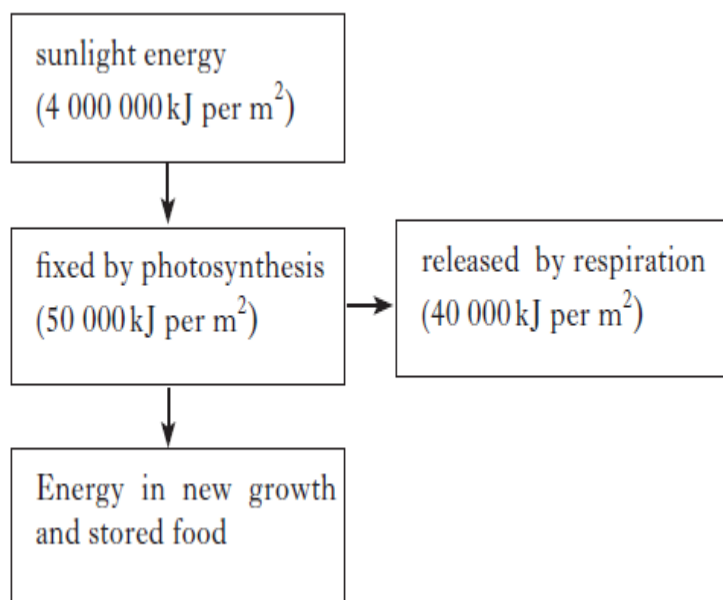 sunlight energy
(4 000 000 kJ per m²)
fixed by photosynthesis
(50 000 kJ per m²)
released by respiration
(40 000 kJ per m²)
Energy in new growth
and stored food